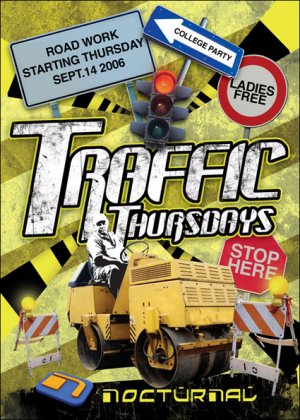 ROAD WORK
STARTING THURSDAY
SEPT.14 2006
COLLEGE PARTY
LADIES
FREE
TRAFFIC
THURSDAYS
STOP
HERE
NOCTURNAL